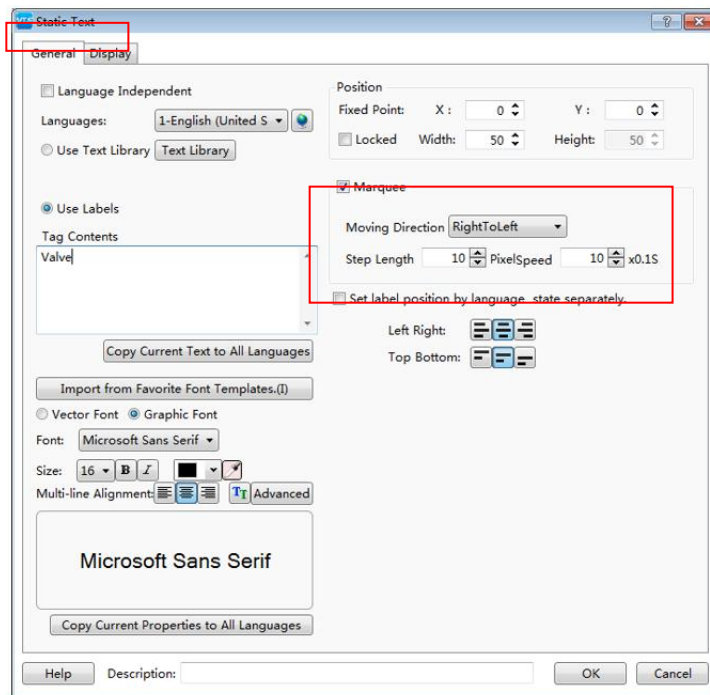 Static Text
General Display
Language Independent
Languages: 1-English (United S
Use Text Library Text Library
Use Labels
Tag Contents
Valve
Copy Current Text to All Languages
Import from Favorite Font Templates.(I)
Vector Font Graphic Font
Font: Microsoft Sans Serif
Size: 16 B I
Multi-line Alignment: TT Advanced
Microsoft Sans Serif
Copy Current Properties to All Languages
Position
Fixed Point: X : 0 Y : 0
Locked Width: 50 Height: 50
Marquee
Moving Direction RightToLeft
Step Length 10 PixelSpeed 10 x0.1S
Set label position by language state separately.
Left Right:
Top Bottom:
Help Description: OK Cancel